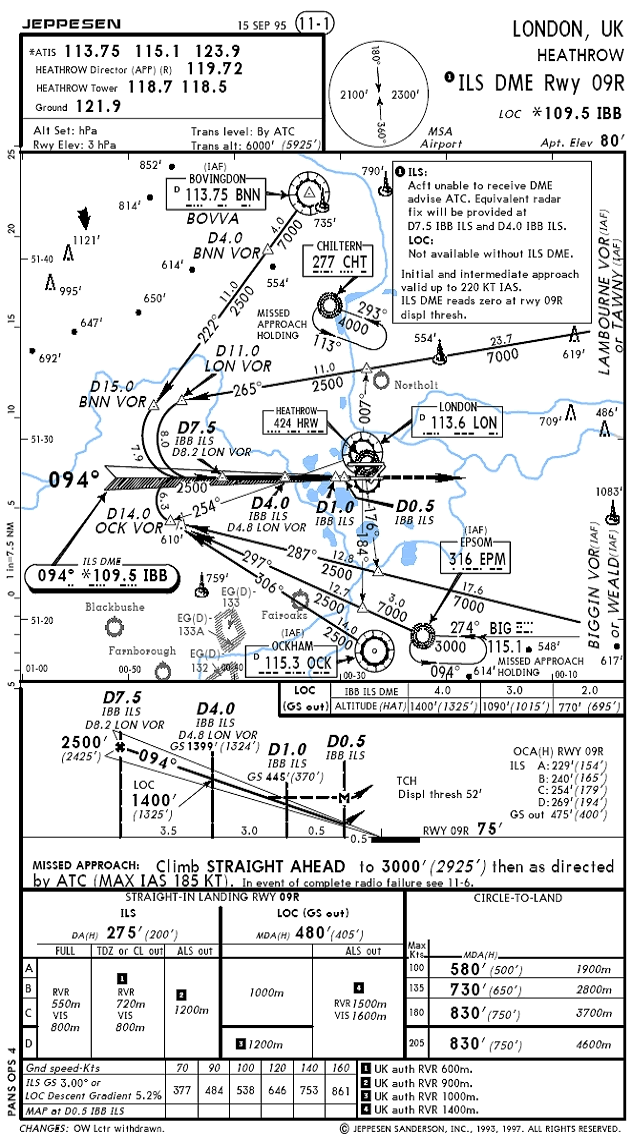 JEPPESEN 15 SEP 95 11-1 LONDON, UK
HEATHROW
1 ILS DME Rwy 09R
LOC *109.5 IBB
*ATIS 113.75 115.1 123.9
HEATHROW Director (APP) (R) 119.72
HEATHROW Tower 118.7 118.5
Ground 121.9
Alt Set: hPa Trans level: By ATC
Rwy Elev: 3 hPa Trans alt: 6000' (5925')
180°
2100' 2300'
360°
MSA
Airport
Apt. Elev 80'
25
20
15
10
5
0
5
1 in=7.5 NM
51-40
51-30
51-20
01-00
00-50
00-40
00-30
00-10
852'
814'
1121'
995'
614'
650'
647'
692'
790'
735'
554'
554'
619'
709'
486'
1083'
610'
759'
548'
614'
617'
(IAF)
BOVINGDON
D 113.75 BNN
BOVVA
1 ILS:
Acft unable to receive DME
advise ATC. Equivalent radar
fix will be provided at
D7.5 IBB ILS and D4.0 IBB ILS.
LOC:
Not available without ILS DME.
Initial and intermediate approach
valid up to 220 KT IAS.
ILS DME reads zero at rwy 09R
displ thresh.
D4.0
BNN VOR
4.0
7000
CHILTERN
277 CHT
11.0
2500
222°
MISSED
APPROACH
HOLDING
293°
4000
113°
LAMBOURNE VOR (IAF)
or TAWNY (IAF)
D11.0
LON VOR
265°
11.0
2500
23.7
7000
D15.0
BNN VOR
Northolt
HEATHROW
424 HRW
LONDON
D 113.6 LON
007°
D7.5
IBB ILS
D8.2 LON VOR
8.0
7.9
094°
2500
254°
D4.0
IBB ILS
D4.8 LON VOR
D1.0
IBB ILS
D0.5
IBB ILS
D14.0
OCK VOR
6.3
176°
184°
ILS DME
094° *109.5 IBB
287°
12.8
2500
297°
12.7
2500
306°
14.0
2500
17.6
7000
3.0
7000
(IAF)
EPSOM
316 EPM
BIGGIN VOR (IAF)
or WEALD (IAF)
Blackbushe
Farnborough
Fairoaks
EG(D)-
133
EG(D)-
133A
EG(D)-
132
(IAF)
OCKHAM
D 115.3 OCK
274° BIG
115.1
3000
094°
MISSED APPROACH
HOLDING
LOC IBB ILS DME 4.0 3.0 2.0
(GS out) ALTITUDE (HAT) 1400' (1325') 1090' (1015') 770' (695')
D7.5
IBB ILS
D8.2 LON VOR
2500'
(2425')
D4.0
IBB ILS
D4.8 LON VOR
GS 1399' (1324')
D1.0
IBB ILS
GS 445' (370')
D0.5
IBB ILS
094°
LOC
1400'
(1325')
M
TCH
Displ thresh 52'
OCA(H) RWY 09R
ILS A: 229' (154')
B: 240' (165')
C: 254' (179')
D: 269' (194')
GS out 475' (400')
3.5 3.0 0.5 0.5
RWY 09R 75'
MISSED APPROACH: Climb STRAIGHT AHEAD to 3000' (2925') then as directed
by ATC (MAX IAS 185 KT). In event of complete radio failure see 11-6.
STRAIGHT-IN LANDING RWY 09R CIRCLE-TO-LAND
ILS LOC (GS out)
DA(H) 275' (200') MDA(H) 480' (405')
FULL TDZ or CL out ALS out ALS out
Max
Kts MDA(H)
A
B
C
D
RVR
550m
VIS
800m
1
RVR
720m
VIS
800m
2
1200m
1000m
3 1200m
4
RVR 1500m
VIS 1600m
100 580' (500') 1900m
135 730' (650') 2800m
180 830' (750') 3700m
205 830' (750') 4600m
Gnd speed-Kts 70 90 100 120 140 160
ILS GS 3.00° or
LOC Descent Gradient 5.2% 377 484 538 646 753 861
MAP at D0.5 IBB ILS
1 UK auth RVR 600m.
2 UK auth RVR 900m.
3 UK auth RVR 1000m.
4 UK auth RVR 1400m.
PANS OPS 4
CHANGES: OW Lctr withdrawn. © JEPPESEN SANDERSON, INC., 1993, 1997. ALL RIGHTS RESERVED.